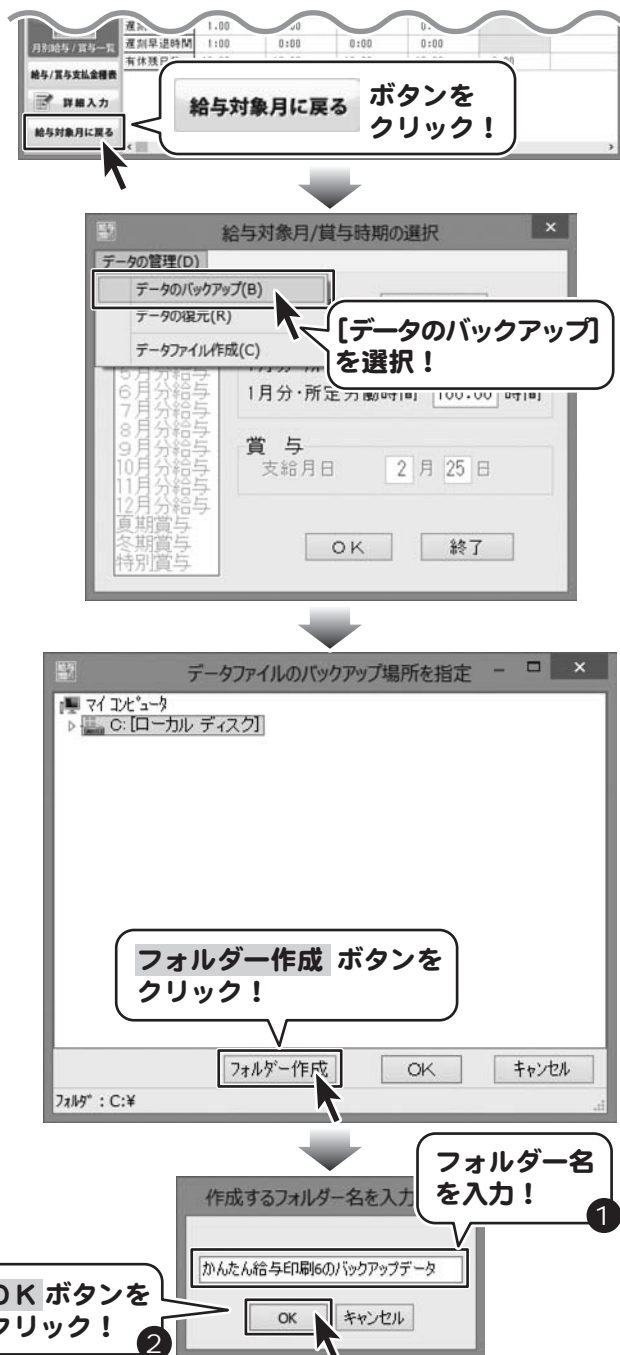 1.00
月別給与/賞与一覧
遅刻早退時間 1:00 0:00 0:00 0:00
給与/賞与支払金種表
詳細入力
給与対象月に戻る
給与対象月に戻る ボタンを
クリック！
給与対象月/賞与時期の選択
データの管理(D)
データのバックアップ(B)
データの復元(R)
データファイル作成(C)
[データのバックアップ]
を選択！
6月分給与
7月分給与
8月分給与
9月分給与
10月分給与
11月分給与
12月分給与
夏期賞与
冬期賞与
特別賞与
1月分・所定労働時間 時間
賞 与
支給月日 2 月 25 日
OK 終了
データファイルのバックアップ場所を指定
マイ コンピュータ
C:[ローカル ディスク]
フォルダー作成 ボタンを
クリック！
フォルダー作成 OK キャンセル
フォルダ : C:¥
作成するフォルダー名を入力
フォルダー名
を入力！
1
かんたん給与印刷6のバックアップデータ
OK キャンセル
OK ボタンを
クリック！
2